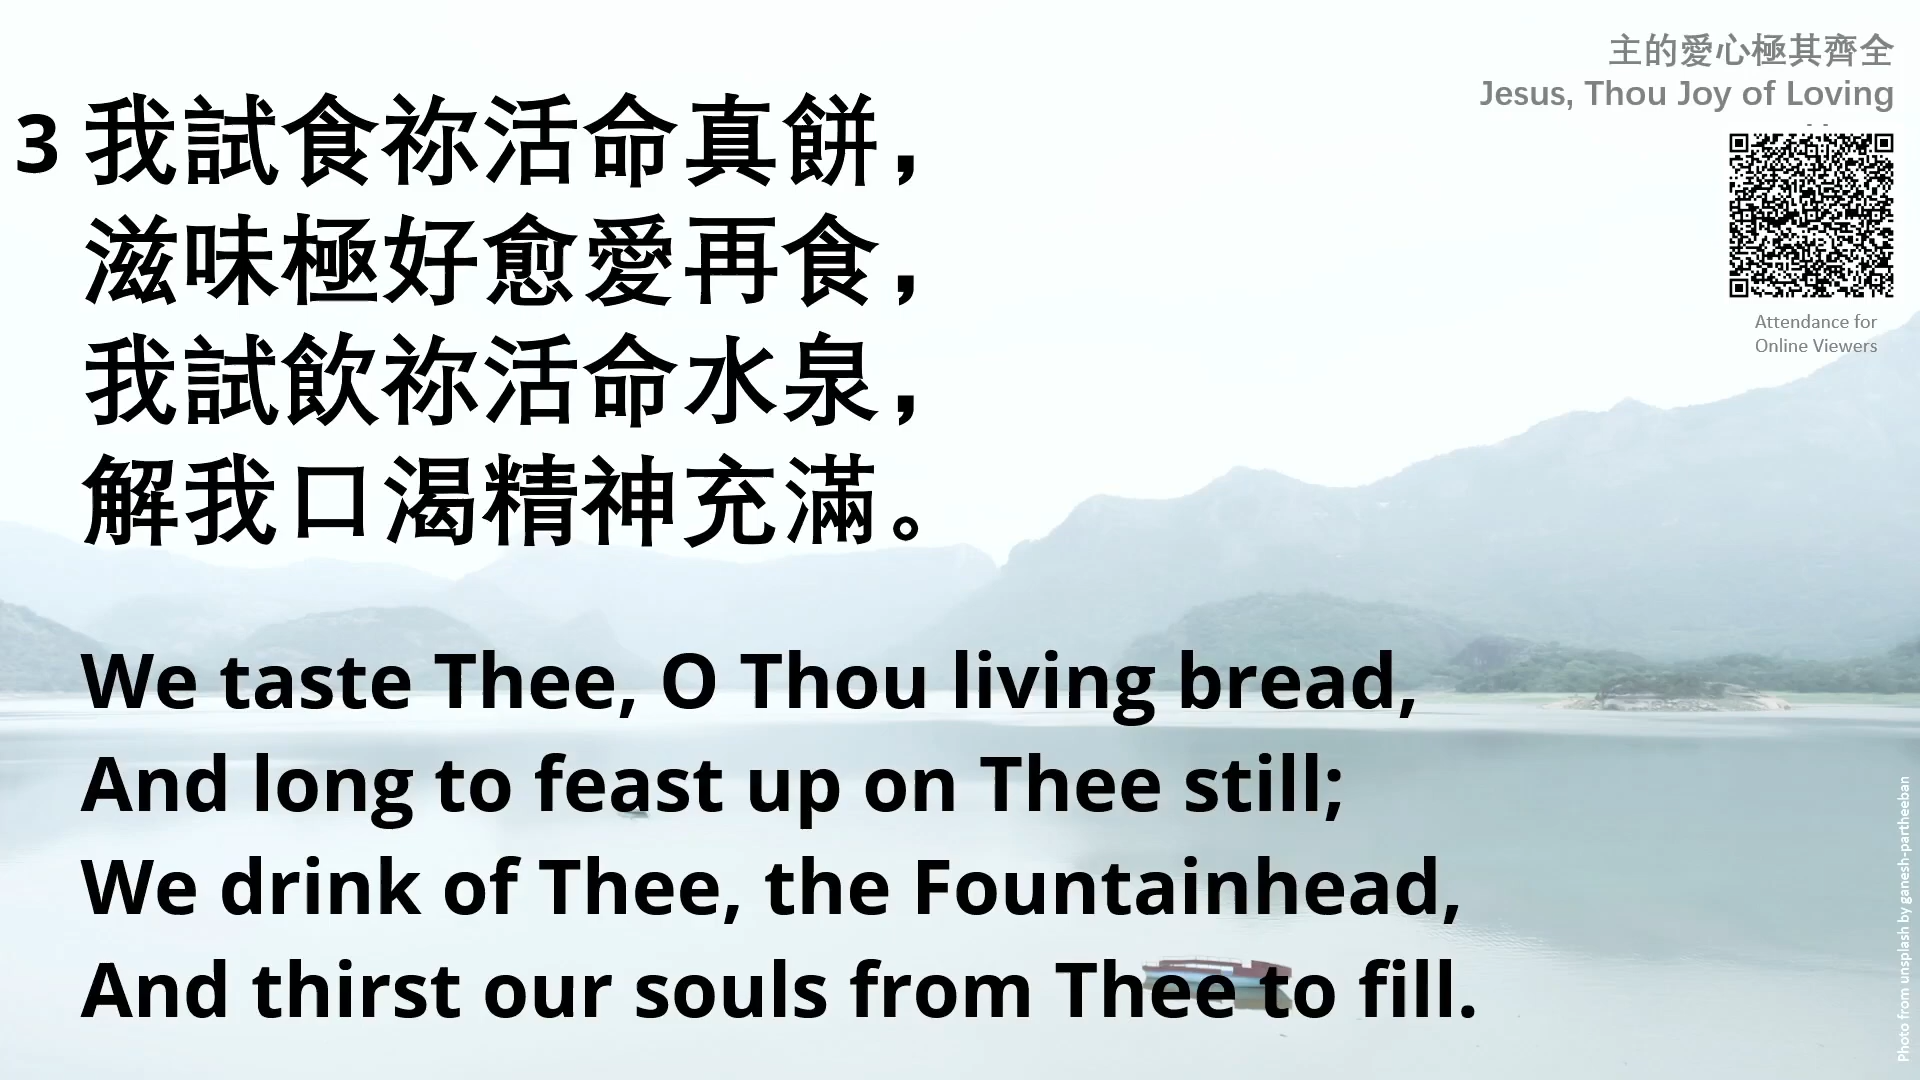 主的愛心極其齊全
Jesus, Thou Joy of Loving
3 我試食祢活命真餅，
滋味極好愈愛再食，
我試飲祢活命水泉，
解我口渴精神充滿。
Attendance for
Online Viewers
We taste Thee, O Thou living bread,
And long to feast up on Thee still;
We drink of Thee, the Fountainhead,
And thirst our souls from Thee to fill.
Photo from unsplash by ganesh-partheeban